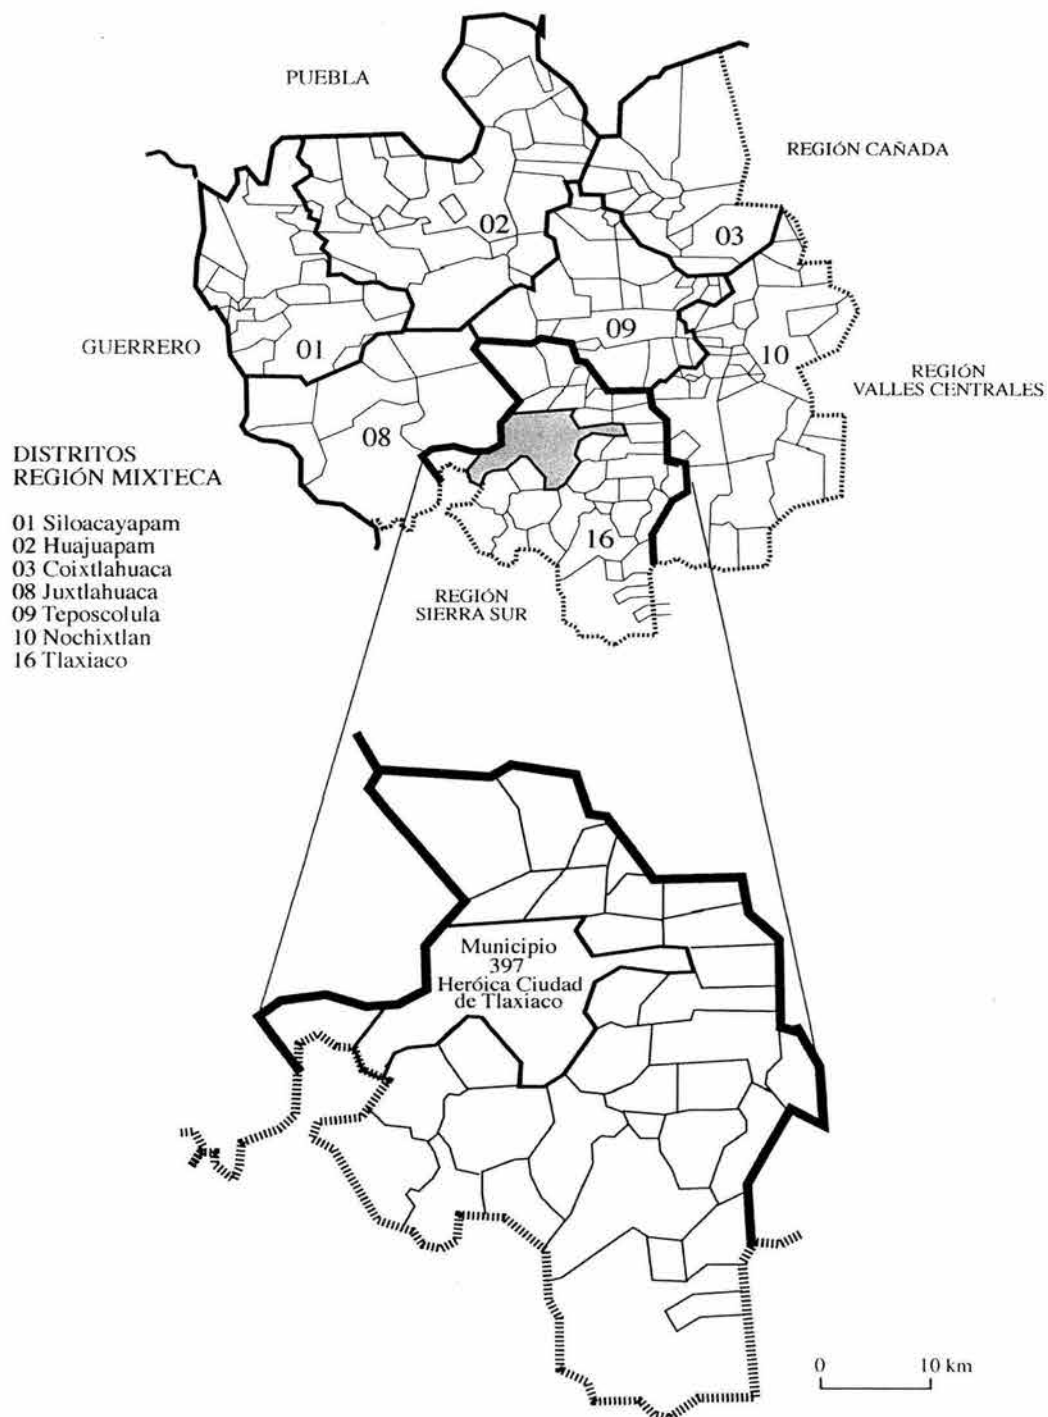 PUEBLA
REGIÓN CAÑADA
02
03
09
GUERRERO
01
10
REGIÓN
VALLES CENTRALES
08
DISTRITOS
REGIÓN MIXTECA
01 Siloacayapam
02 Huajuapam
03 Coixtlahuaca
08 Juxtlahuaca
09 Teposcolula
10 Nochixtlan
16 Tlaxiaco
16
REGIÓN
SIERRA SUR
Municipio
397
Heróica Ciudad
de Tlaxiaco
0 10 km